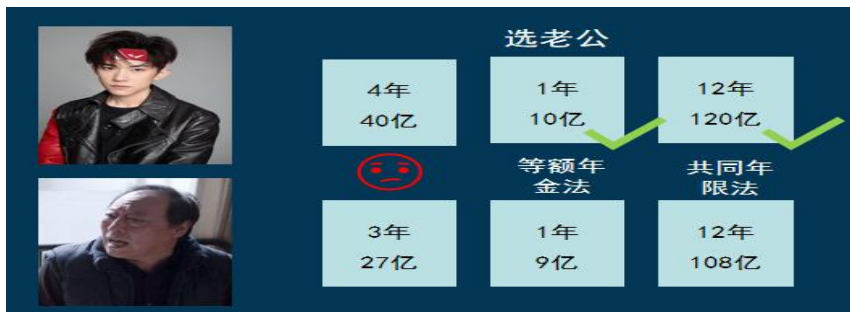 选老公
4年
40亿
1年
10亿
12年
120亿
等额年
金法
共同年
限法
3年
27亿
1年
9亿
12年
108亿